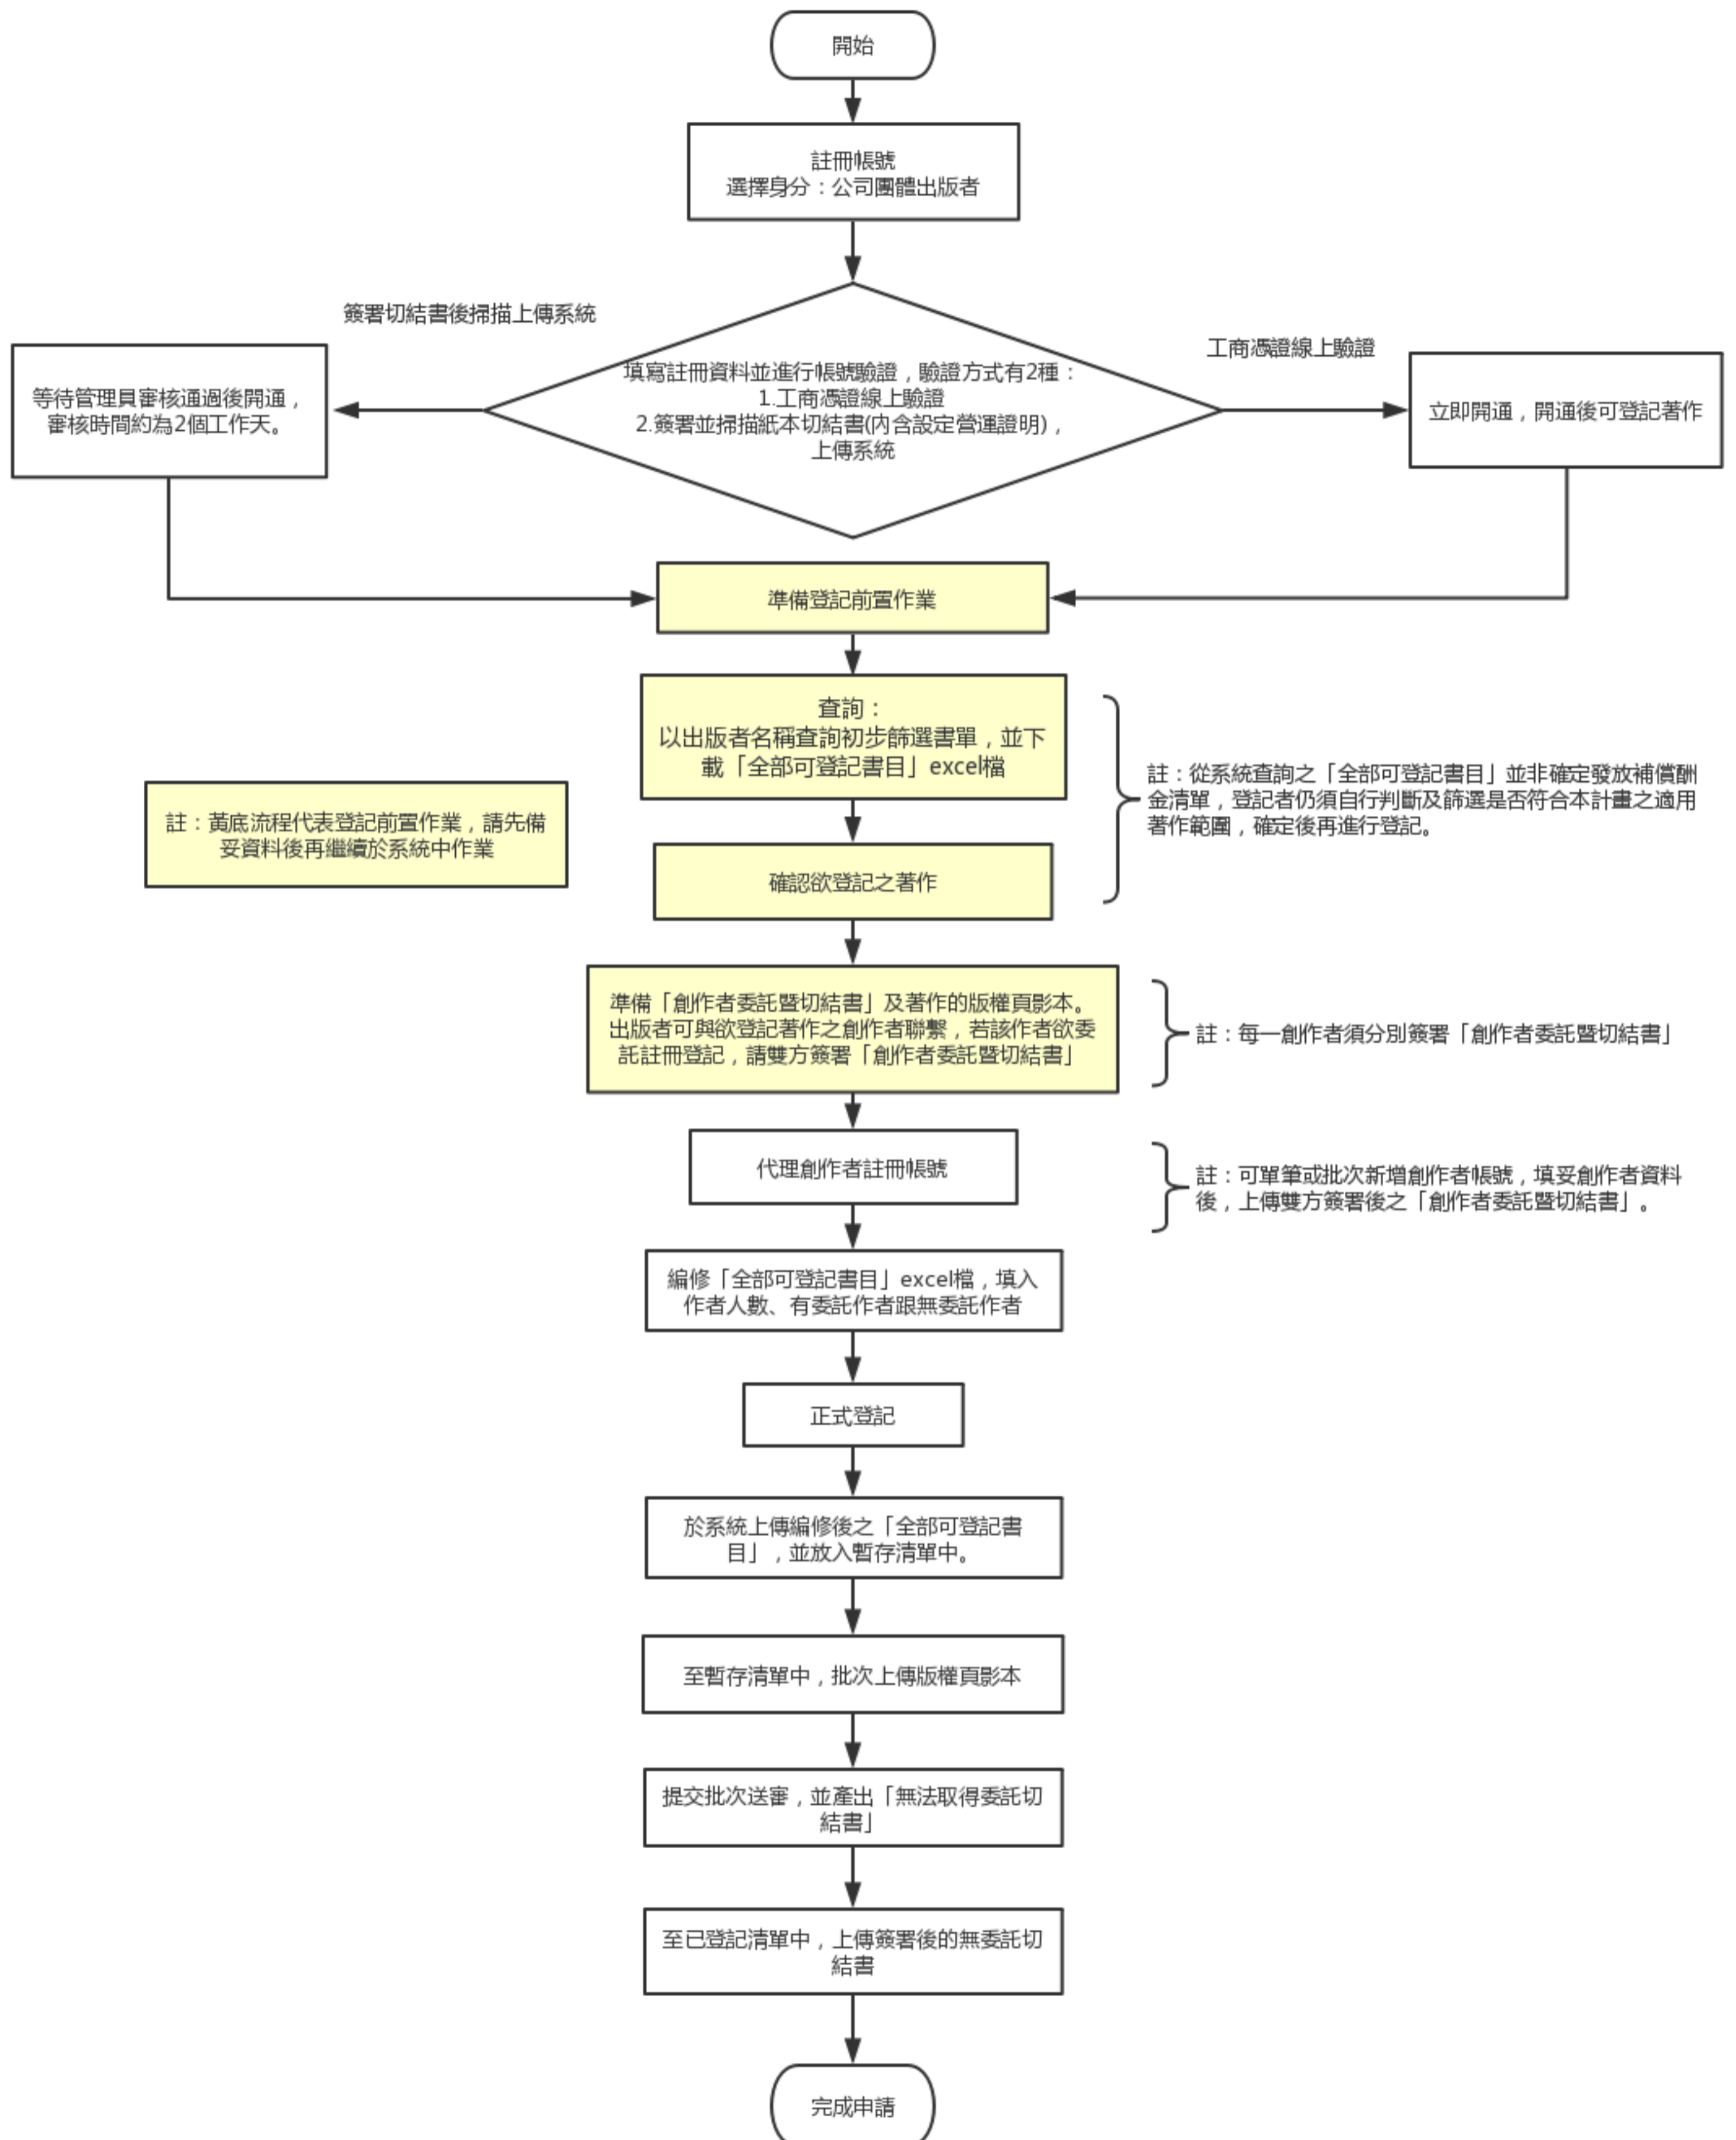 開始
註冊帳號
選擇身分：公司團體出版者
簽署切結書後掃描上傳系統
工商憑證線上驗證
等待管理員審核通過後開通，
審核時間約為2個工作天。
填寫註冊資料並進行帳號驗證，驗證方式有2種：
1.工商憑證線上驗證
2.簽署並掃描紙本切結書(內含設定營運證明)，
上傳系統
立即開通，開通後可登記著作
準備登記前置作業
查詢：
以出版者名稱查詢初步篩選書單，並下
載「全部可登記書目」excel檔
註：從系統查詢之「全部可登記書目」並非確定發放補償酬
金清單，登記者仍須自行判斷及篩選是否符合本計畫之適用
著作範圍，確定後再進行登記。
註：黃底流程代表登記前置作業，請先備
妥資料後再繼續於系統中作業
確認欲登記之著作
準備「創作者委託暨切結書」及著作的版權頁影本。
出版者可與欲登記著作之創作者聯繫，若該作者欲委
託註冊登記，請雙方簽署「創作者委託暨切結書」
註：每一創作者須分別簽署「創作者委託暨切結書」
代理創作者註冊帳號
註：可單筆或批次新增創作者帳號，填妥創作者資料
後，上傳雙方簽署後之「創作者委託暨切結書」。
編修「全部可登記書目」excel檔，填入
作者人數、有委託作者跟無委託作者
正式登記
於系統上傳編修後之「全部可登記書
目」，並放入暫存清單中。
至暫存清單中，批次上傳版權頁影本
提交批次送審，並產出「無法取得委託切
結書」
至已登記清單中，上傳簽署後的無委託切
結書
完成申請